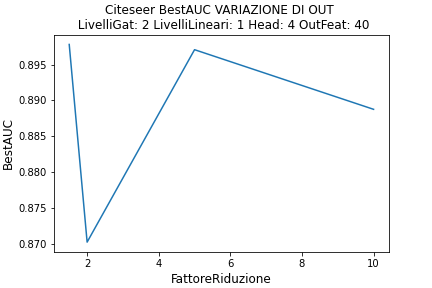 Citeseer BestAUC VARIAZIONE DI OUT
LivelliGat: 2 LivelliLineari: 1 Head: 4 OutFeat: 40
BestAUC
0.895
0.890
0.885
0.880
0.875
0.870
2 4 6 8 10
FattoreRiduzione